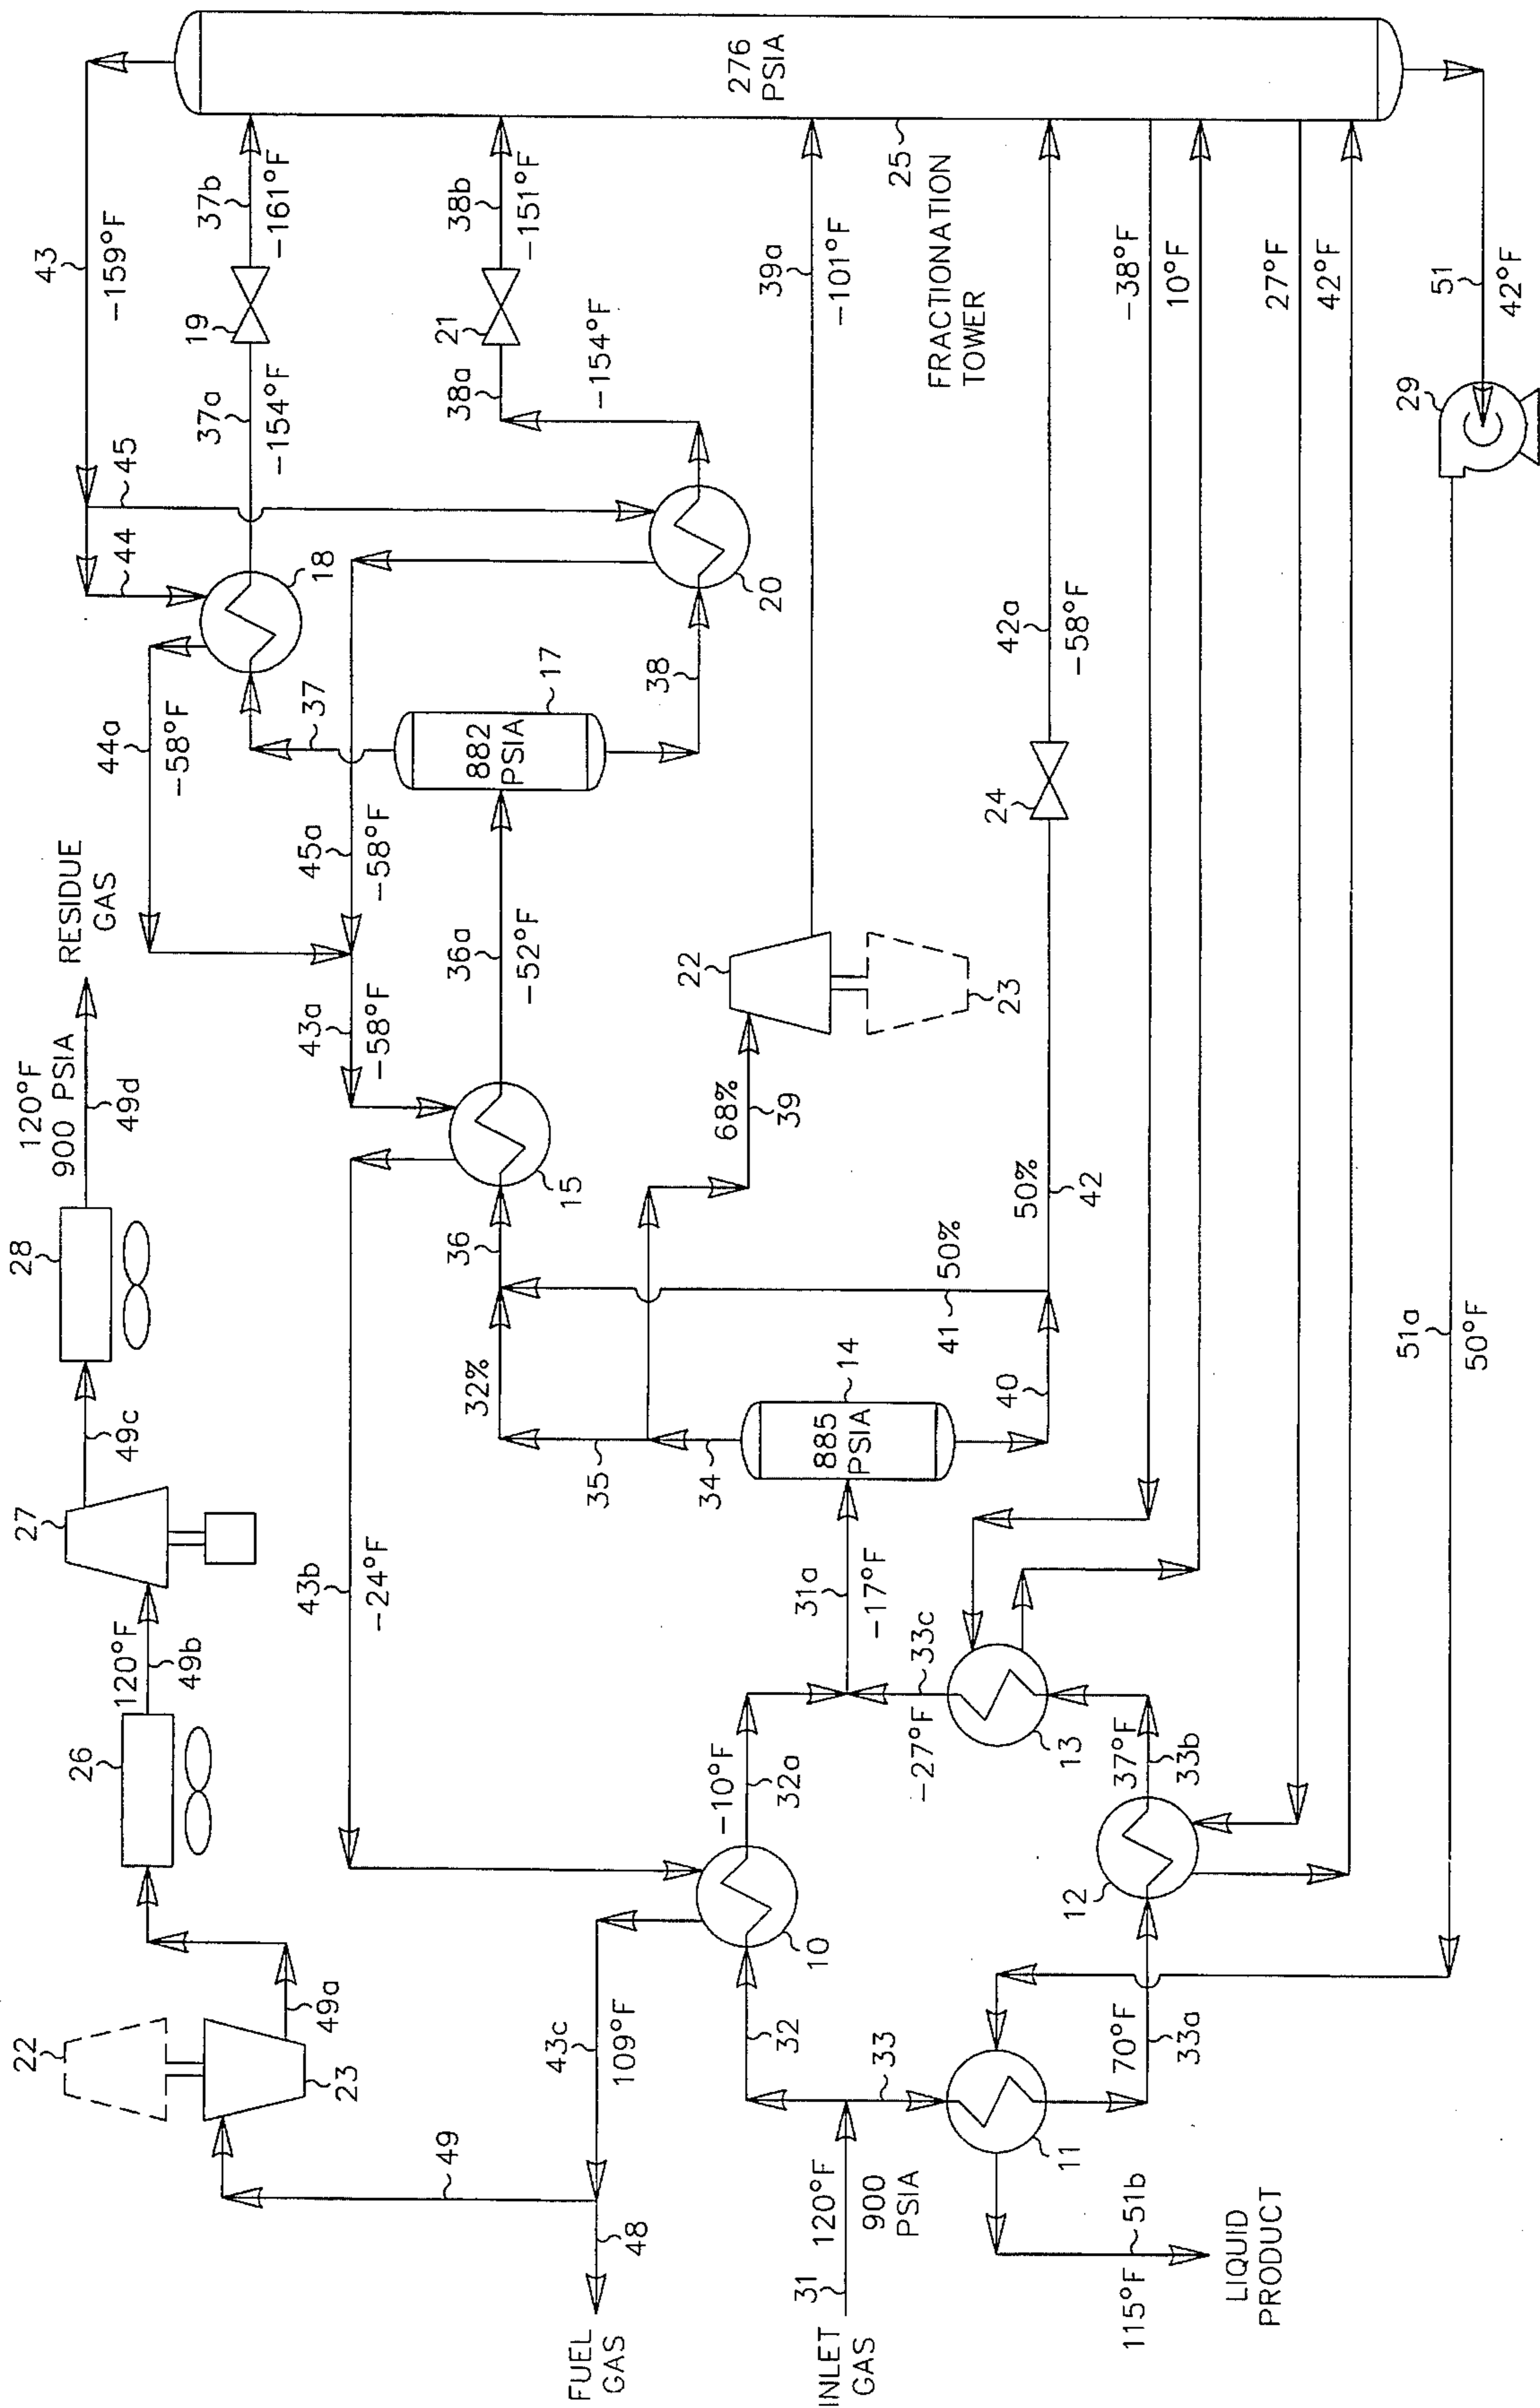 22
23
49a
26
120°F
49b
27
49c
28
120°F
900 PSIA
49d
RESIDUE
GAS
49
43c
109°F
48
FUEL
GAS
43b
-24°F
43a
-58°F
45a
-58°F
44a
-58°F
44
45
43
-159°F
18
37
37a
-154°F
19
37b
-161°F
36
32%
15
36a
-52°F
882
PSIA
17
38
20
38a
-154°F
21
38b
-151°F
35
34
68%
39
22
23
39a
-101°F
276
PSIA
25
FRACTIONATION
TOWER
31
INLET
GAS
120°F
900
PSIA
32
33
10
-10°F
32a
-27°F
33c
31a
-17°F
885
PSIA
14
40
41
50%
50%
42
24
42a
-58°F
11
70°F
33a
12
37°F
33b
13
-38°F
10°F
27°F
42°F
51b
115°F
LIQUID
PRODUCT
51a
50°F
29
51
42°F